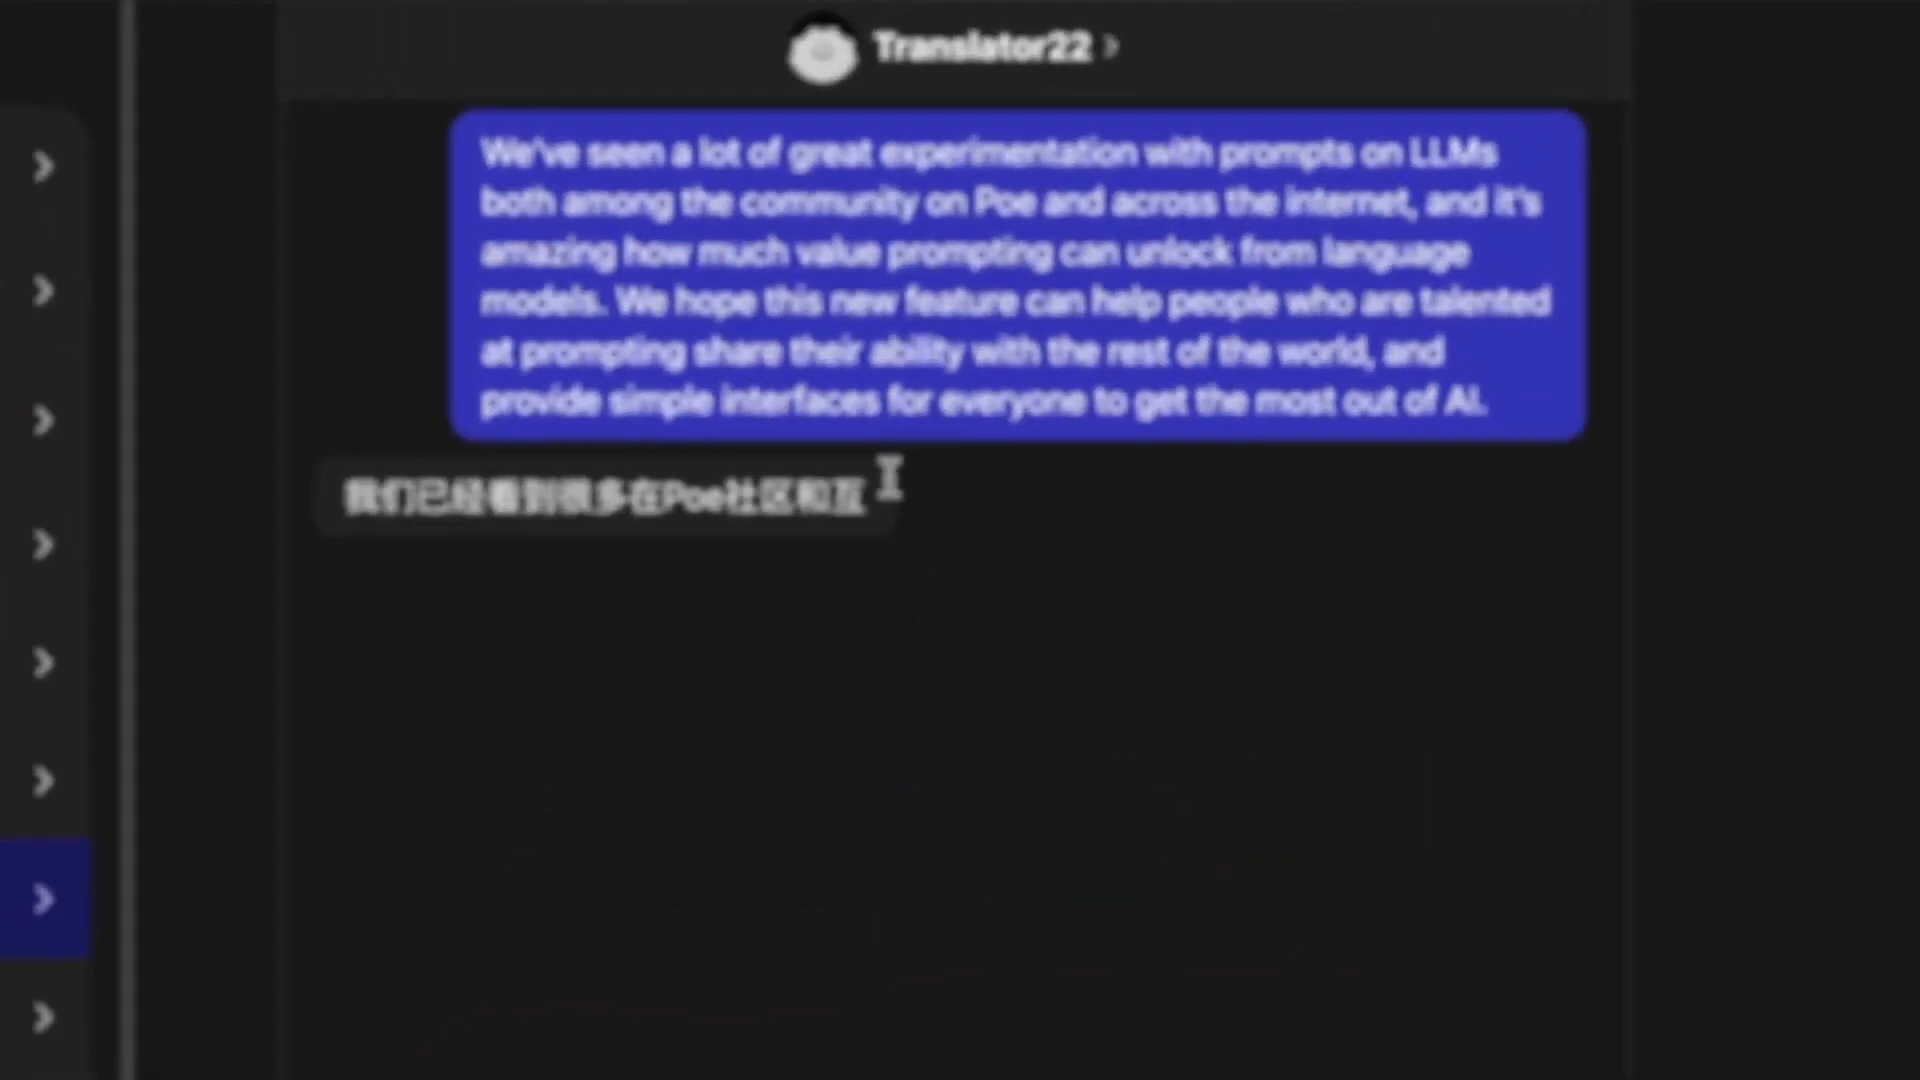 Translator22
We've seen a lot of great experimentation with prompts on LLMs
both among the community on Poe and across the internet, and it's
amazing how much value prompting can unlock from language
models. We hope this new feature can help people who are talented
at prompting share their ability with the rest of the world, and
provide simple interfaces for everyone to get the most out of AI.
我们已经看到很多在Poe社区和互